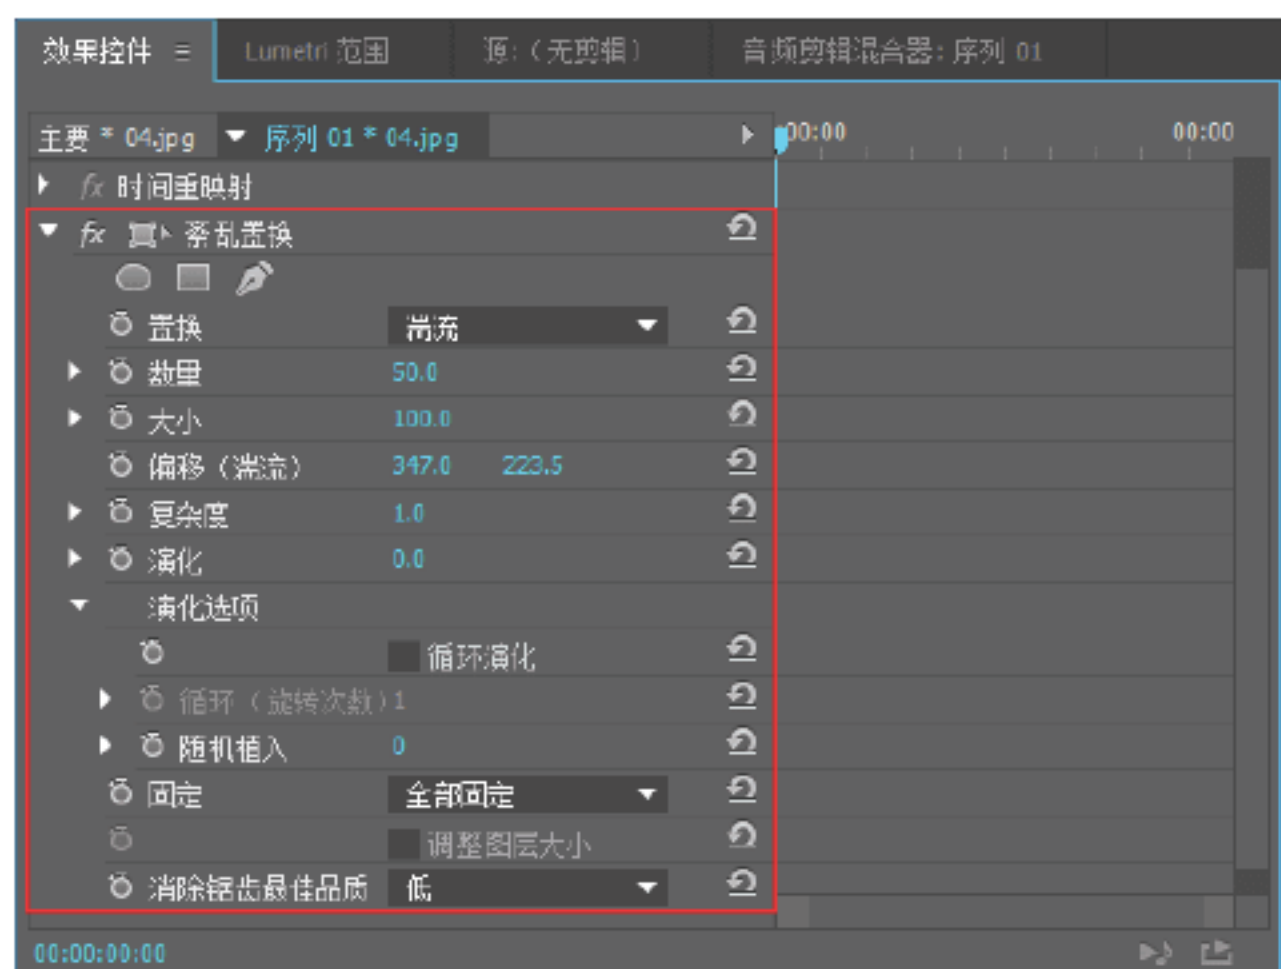 效果控件 Lumetri 范围 源:（无剪辑） 音频剪辑混合器: 序列 01
主要 * 04.jpg 序列 01 * 04.jpg 00:00 00:00
fx 时间重映射
fx 紊乱置换
置换 湍流
数量 50.0
大小 100.0
偏移（湍流） 347.0 223.5
复杂度 1.0
演化 0.0
演化选项
循环演化
循环（旋转次数） 1
随机植入 0
固定 全部固定
调整图层大小
消除锯齿最佳品质 低
00:00:00:00